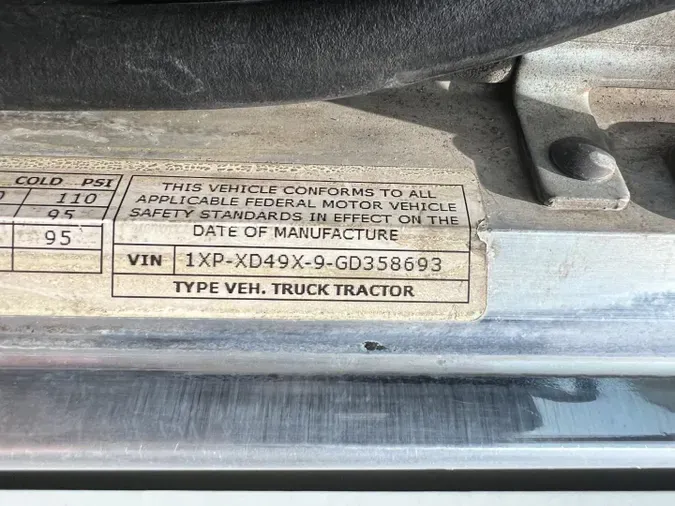 COLD PSI
110
95
95
THIS VEHICLE CONFORMS TO ALL
APPLICABLE FEDERAL MOTOR VEHICLE
SAFETY STANDARDS IN EFFECT ON THE
DATE OF MANUFACTURE
VIN 1XP-XD49X-9-GD358693
TYPE VEH. TRUCK TRACTOR